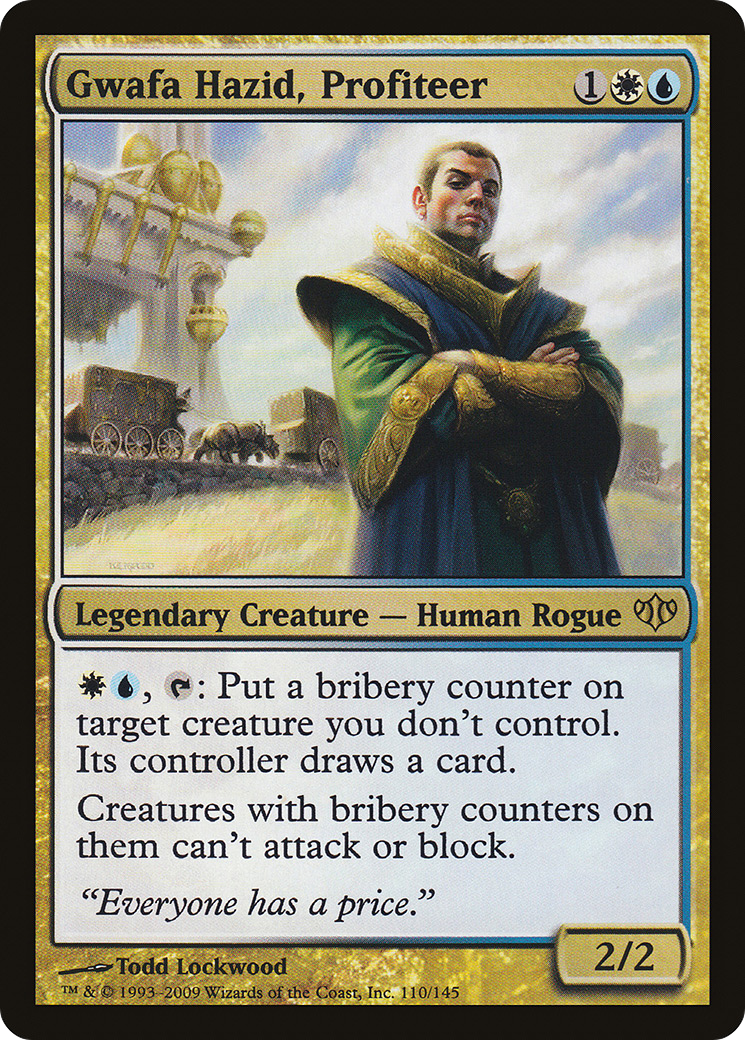 Gwafa Hazid, Profiteer 1
Legendary Creature — Human Rogue
, : Put a bribery counter on
target creature you don't control.
Its controller draws a card.
Creatures with bribery counters on
them can't attack or block.
“Everyone has a price.”
2/2
Todd Lockwood
™ & © 1993–2009 Wizards of the Coast, Inc. 110/145